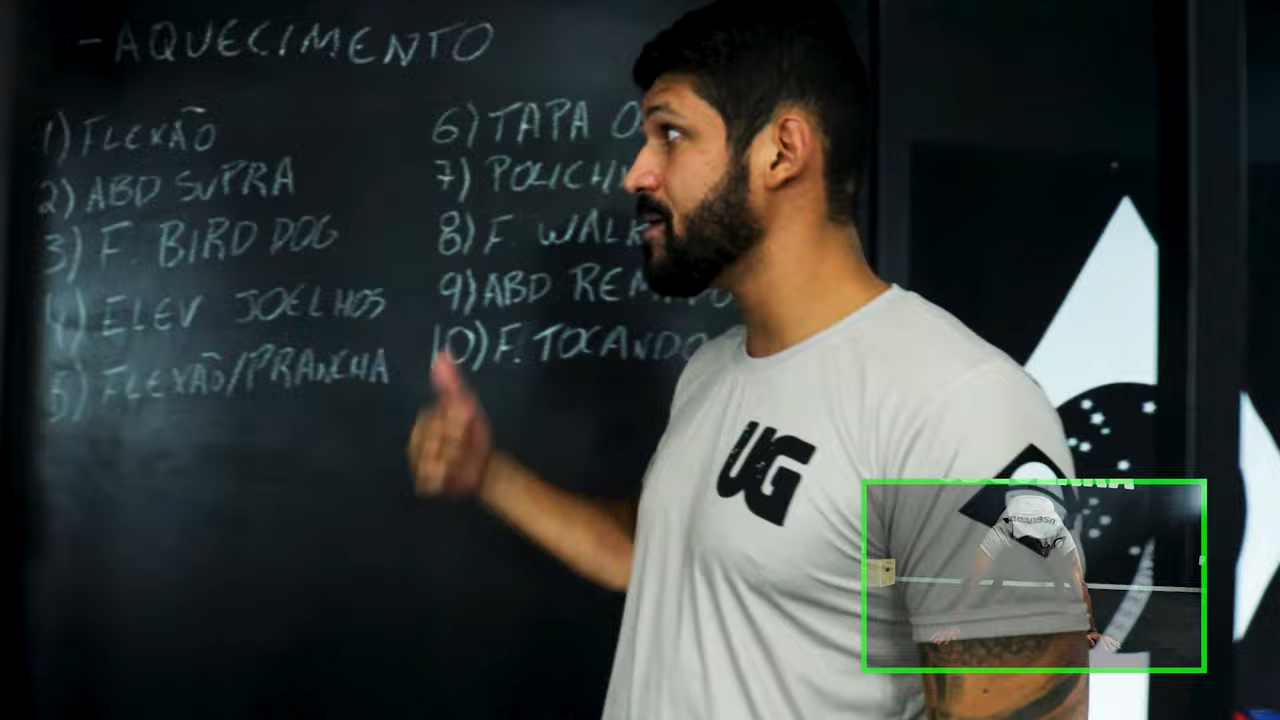 - AQUECIMENTO
1) FLEXÃO
2) ABD SUPRA
3) F. BIRD DOG
4) ELEV JOELHOS
5) FLEXÃO/PRANCHA
6) TAPA
7)
8) F. WALK
9) ABD
10) F. TOCANDO
UG